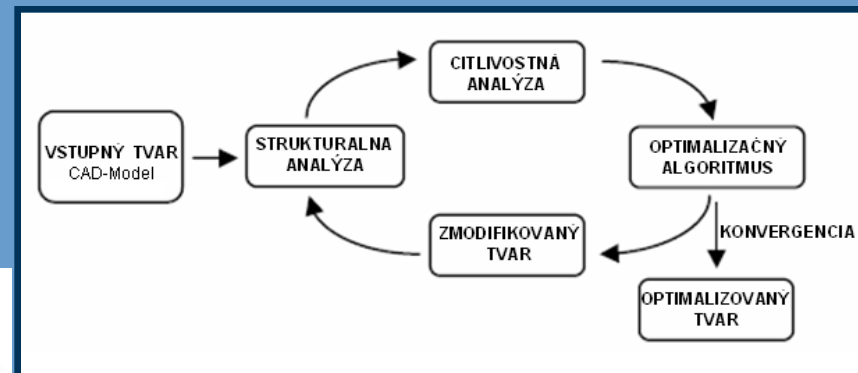 VSTUPNÝ TVAR
CAD-Model
STRUKTURALNA
ANALÝZA
CITLIVOSTNÁ
ANALÝZA
OPTIMALIZAČNÝ
ALGORITMUS
ZMODIFIKOVANÝ
TVAR
KONVERGENCIA
OPTIMALIZOVANÝ
TVAR